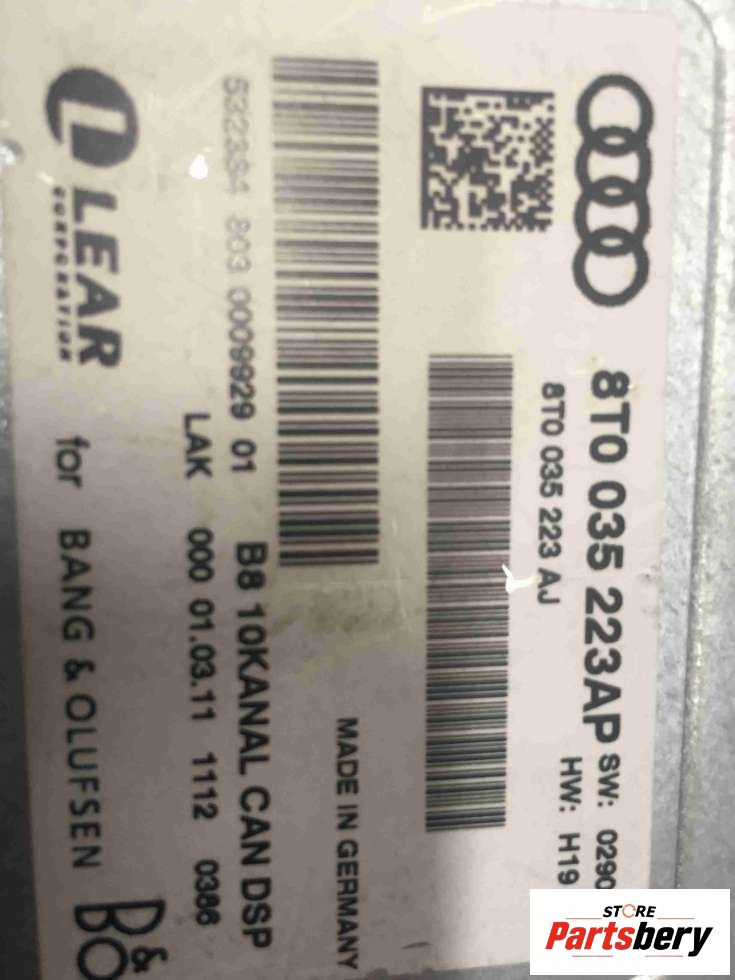 8T0 035 223AP SW: 0290
8T0 035 223 AJ HW: H19
MADE IN GERMANY
532384 803 0009929 01 B8 10KANAL CAN DSP
LAK 000 01.03.11 1112 0386
LEAR
CORPORATION
for BANG & OLUFSEN
B&O
STORE
Partsbery